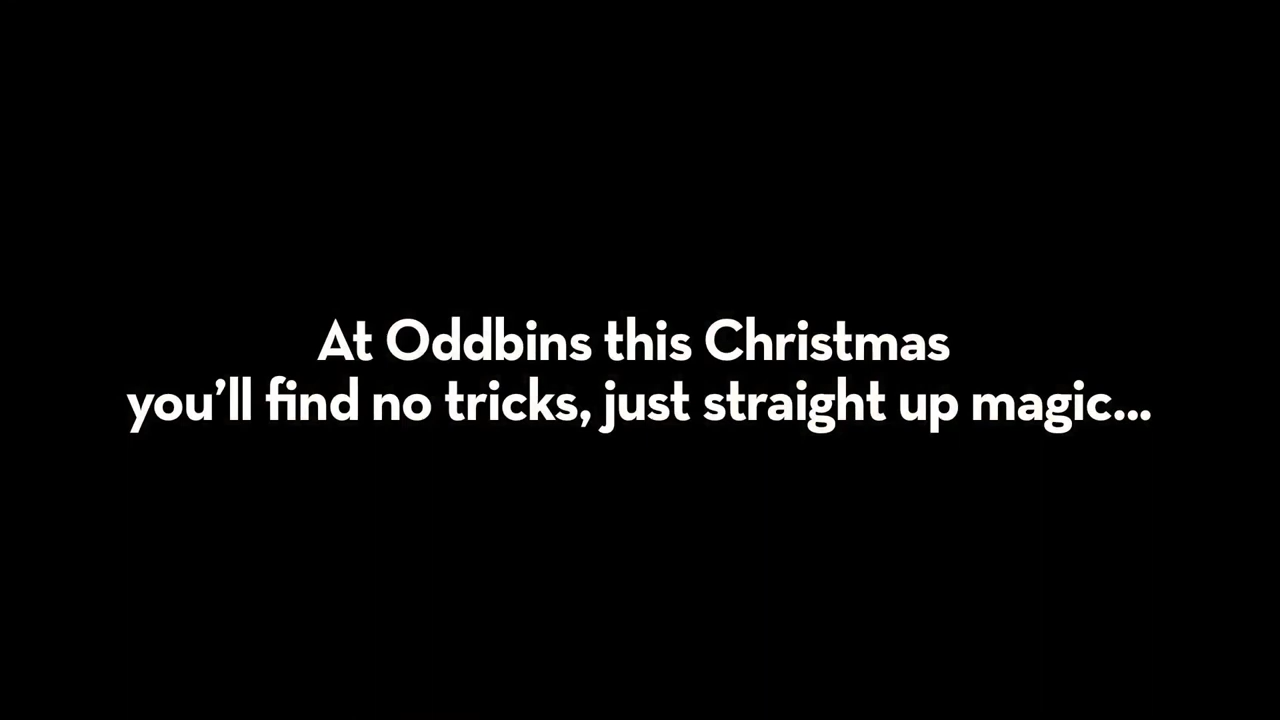 At Oddbins this Christmas
you’ll find no tricks, just straight up magic...